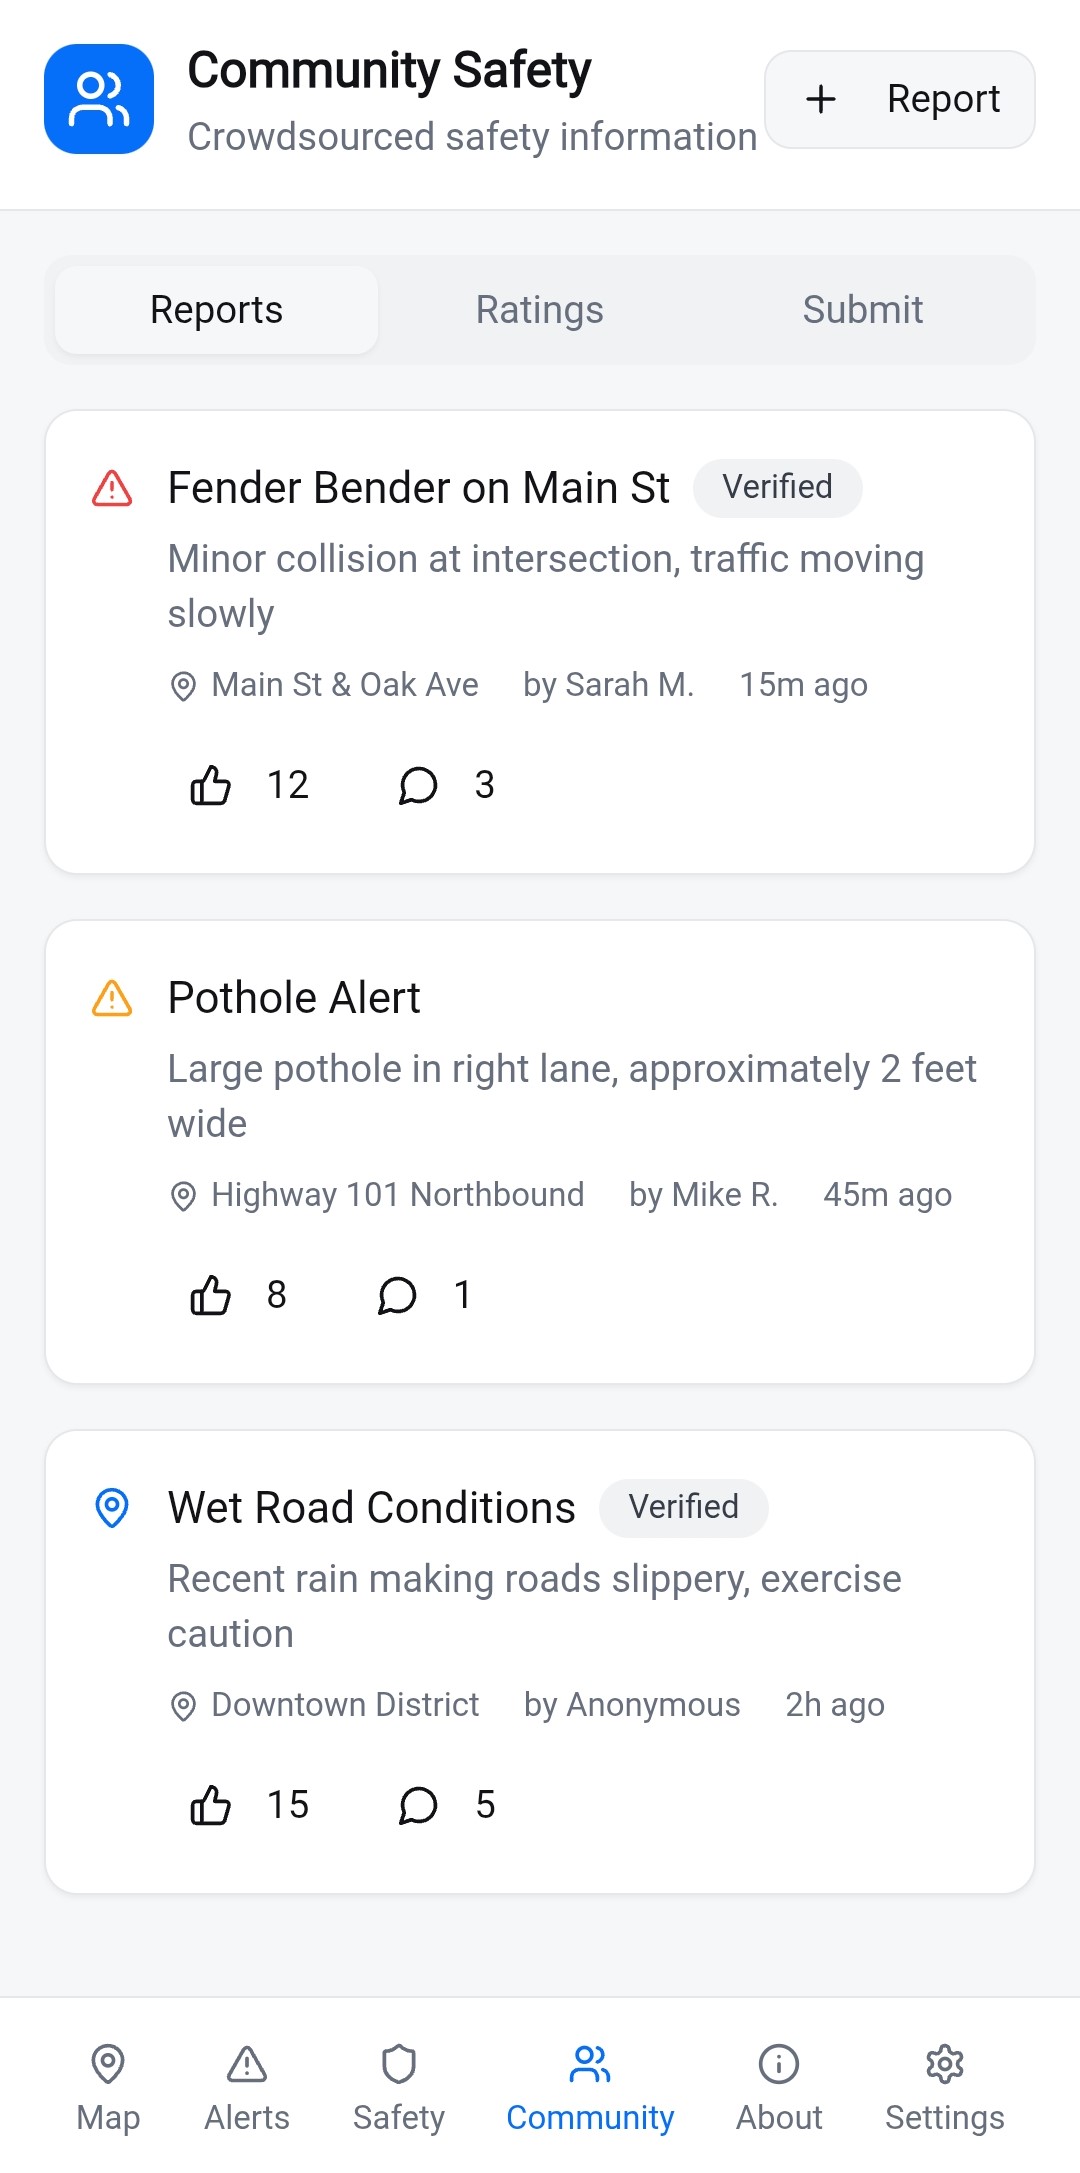 Community Safety
Crowdsourced safety information
Report
Reports
Ratings
Submit
Fender Bender on Main St
Verified
Minor collision at intersection, traffic moving
slowly
Main St & Oak Ave
by Sarah M.
15m ago
12
3
Pothole Alert
Large pothole in right lane, approximately 2 feet
wide
Highway 101 Northbound
by Mike R.
45m ago
8
1
Wet Road Conditions
Verified
Recent rain making roads slippery, exercise
caution
Downtown District
by Anonymous
2h ago
15
5
Map
Alerts
Safety
Community
About
Settings